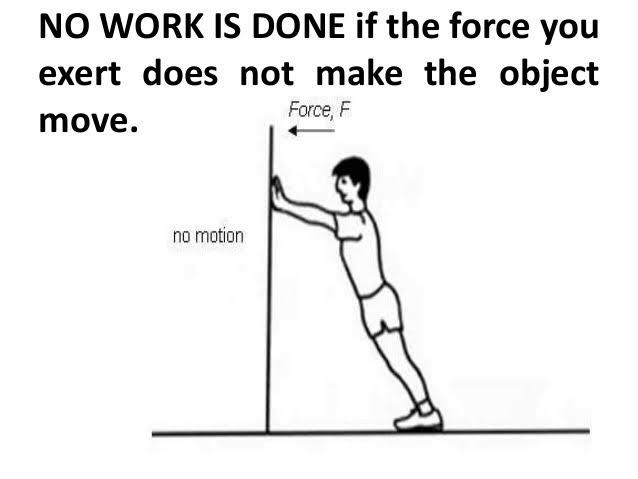 NO WORK IS DONE if the force you
exert does not make the object
move.
Force, F
no motion